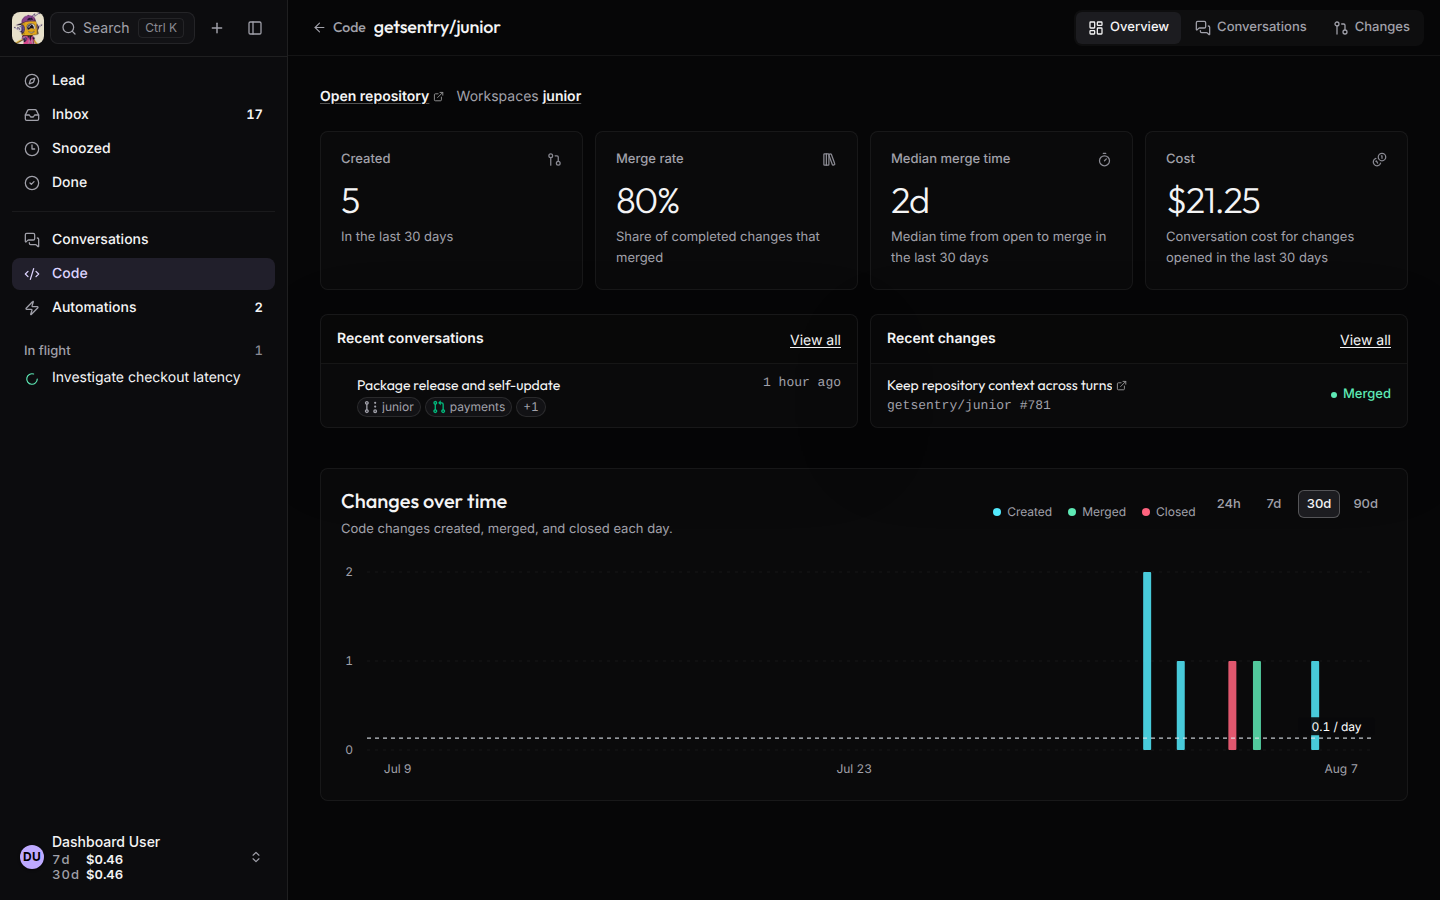 Search Ctrl K
Lead
Inbox 17
Snoozed
Done
Conversations
Code
Automations 2
In flight 1
Investigate checkout latency
DU Dashboard User
7d $0.46
30d $0.46
Code getsentry/junior
Overview Conversations Changes
Open repository Workspaces junior
Created
5
In the last 30 days
Merge rate
80%
Share of completed changes that
merged
Median merge time
2d
Median time from open to merge in
the last 30 days
Cost
$21.25
Conversation cost for changes
opened in the last 30 days
Recent conversations View all
Package release and self-update 1 hour ago
junior payments +1
Recent changes View all
Keep repository context across turns
getsentry/junior #781
Merged
Changes over time
Code changes created, merged, and closed each day.
Created Merged Closed
24h 7d 30d 90d
2
1
0
0.1 / day
Jul 9 Jul 23 Aug 7